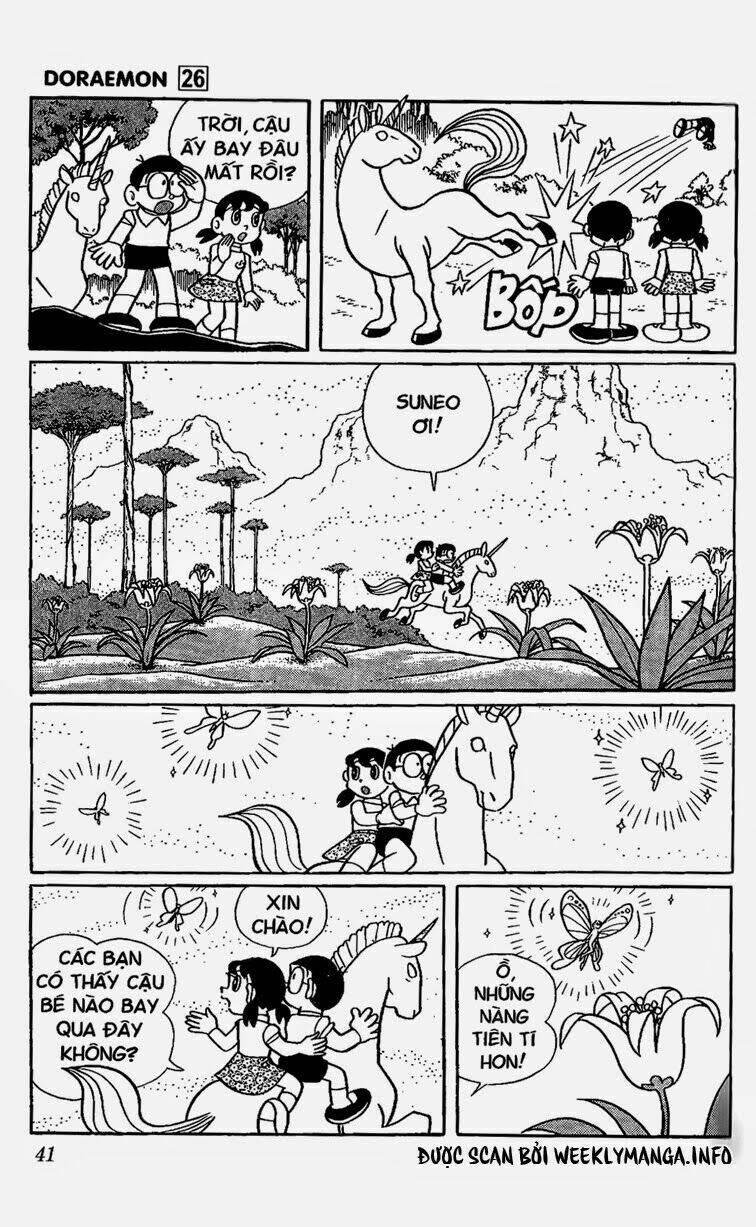 DORAEMON 26
BỐP
TRỜI, CẬU
ẤY BAY ĐÂU
MẤT RỒI?
SUNEO
ƠI!
Ồ,
NHỮNG
NÀNG
TIÊN TÍ
HON!
XIN
CHÀO!
CÁC BẠN
CÓ THẤY CẬU
BÉ NÀO BAY
QUA ĐÂY
KHÔNG?
41
ĐƯỢC SCAN BỞI WEEKLYMANGA.INFO